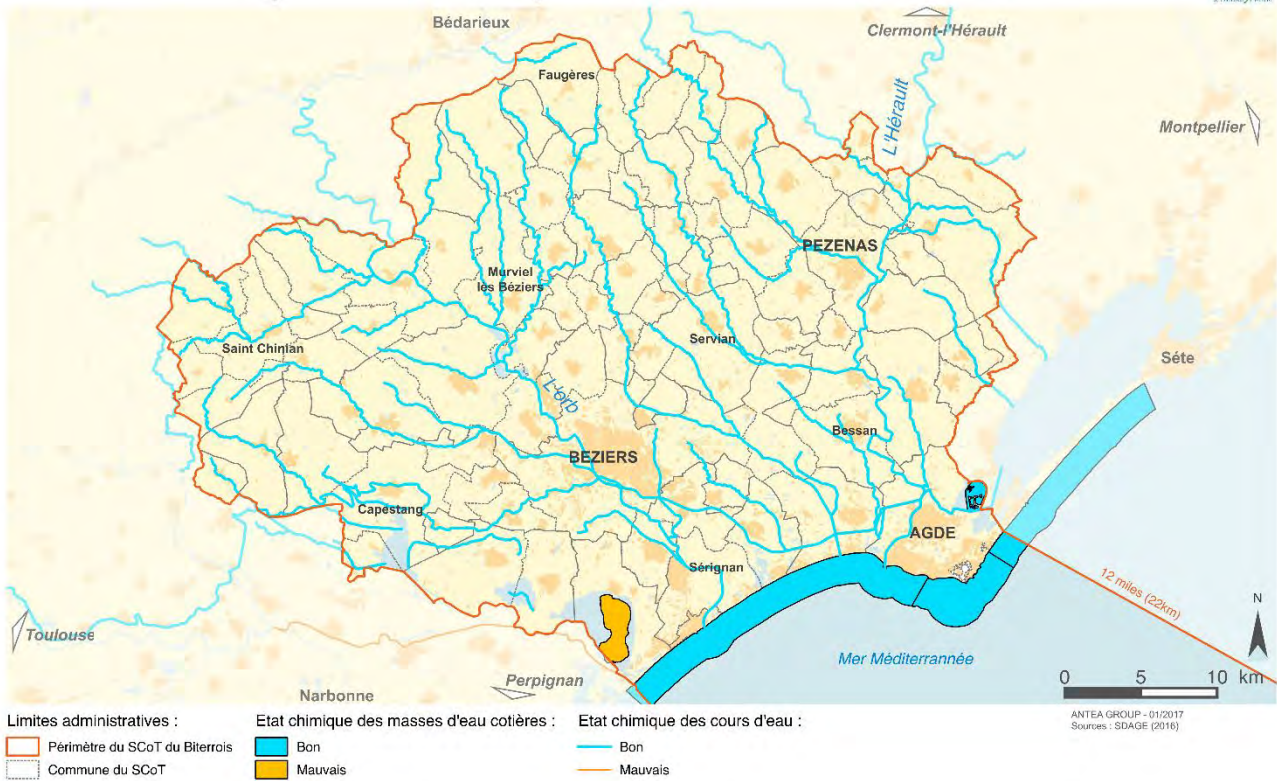 Bédarieux
Clermont-l'Hérault
Faugères
L'Hérault
Montpellier
PEZENAS
Murviel
les Béziers
Servian
Saint Chinian
Séte
L'orb
Bessan
BEZIERS
Capestang
AGDE
Sérignan
12 miles (22km)
N
Toulouse
Mer Méditerrannée
Perpignan
Narbonne
0 5 10 km
ANTEA GROUP - 01/2017
Sources : SDAGE (2016)
Limites administratives :
Périmètre du SCoT du Biterrois
Commune du SCoT
Etat chimique des masses d'eau cotières :
Bon
Mauvais
Etat chimique des cours d'eau :
Bon
Mauvais